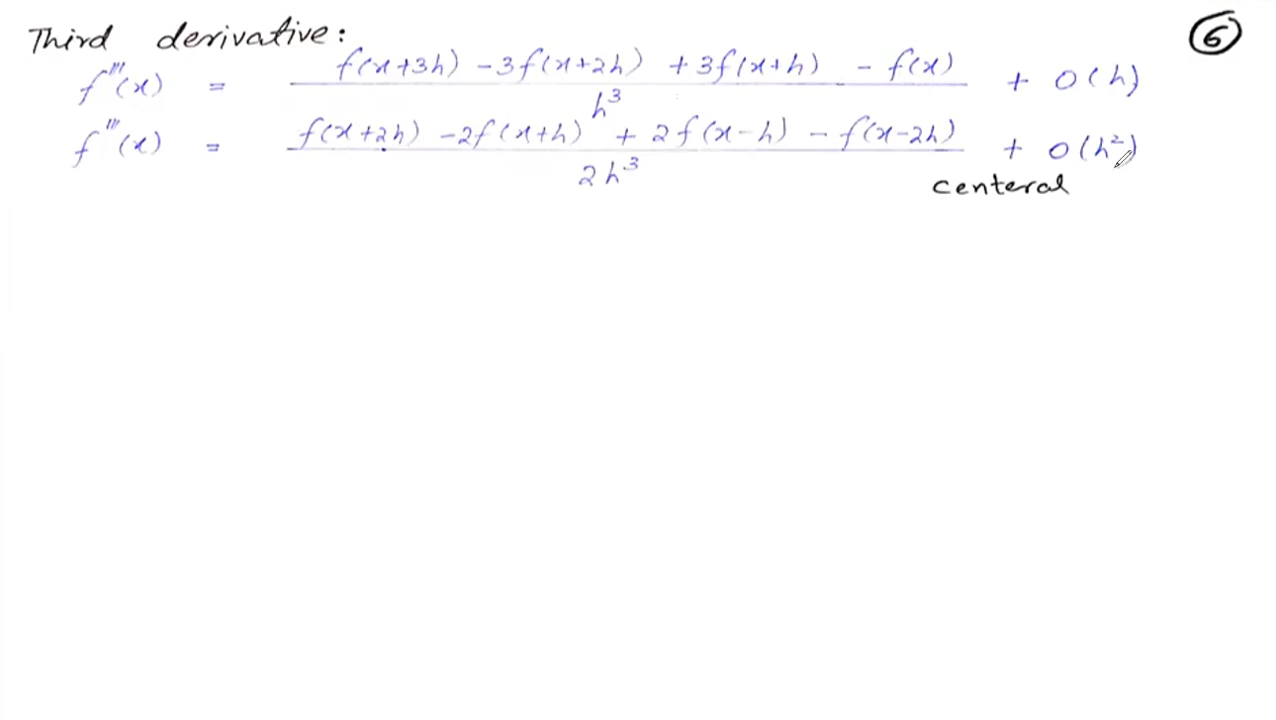 Third derivative: 6
f'''(x) = f(x+3h) -3f(x+2h) +3f(x+h) - f(x) / h³ + O(h)
f'''(x) = f(x+2h) -2f(x+h) + 2f(x-h) - f(x-2h) / 2h³ + O(h²)
centeral